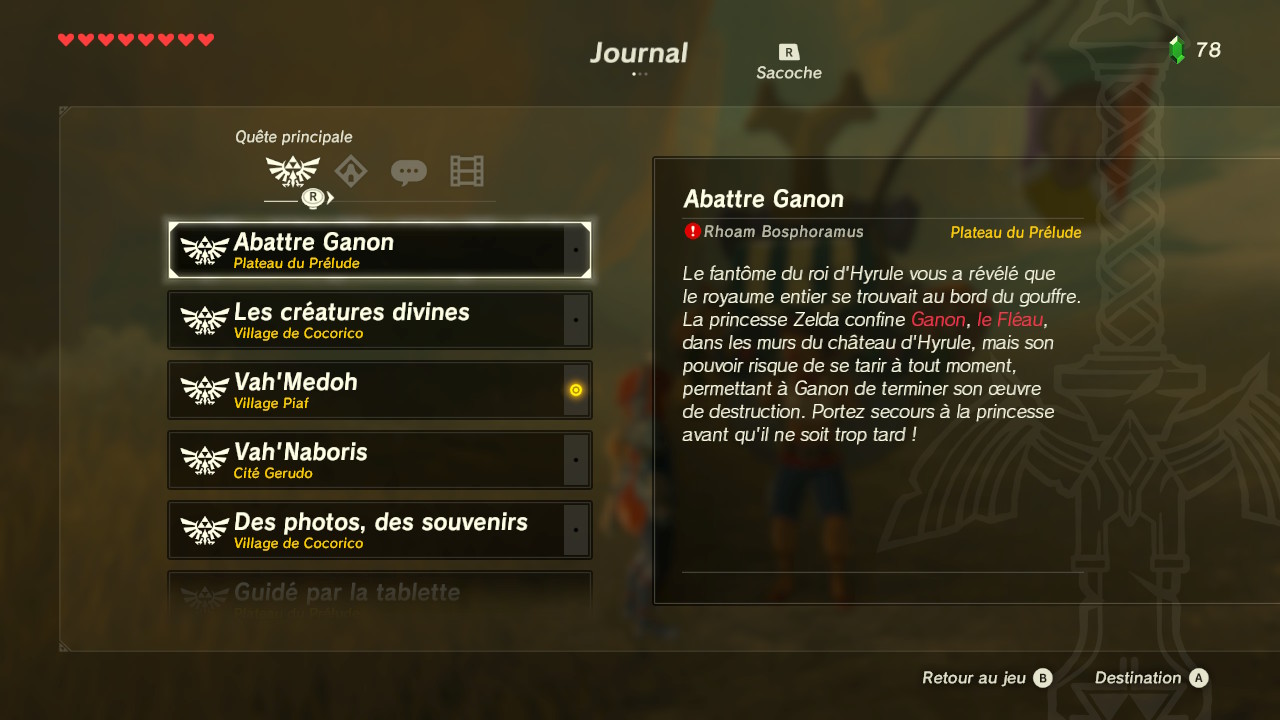 Journal
R
Sacoche
78
Quête principale
R
Abattre Ganon
Plateau du Prélude
Les créatures divines
Village de Cocorico
Vah'Medoh
Village Piaf
Vah'Naboris
Cité Gerudo
Des photos, des souvenirs
Village de Cocorico
Guidé par la tablette
Plateau du Prélude
Abattre Ganon
Rhoam Bosphoramus Plateau du Prélude
Le fantôme du roi d'Hyrule vous a révélé que
le royaume entier se trouvait au bord du gouffre.
La princesse Zelda confine Ganon, le Fléau,
dans les murs du château d'Hyrule, mais son
pouvoir risque de se tarir à tout moment,
permettant à Ganon de terminer son œuvre
de destruction. Portez secours à la princesse
avant qu'il ne soit trop tard !
Retour au jeu B Destination A